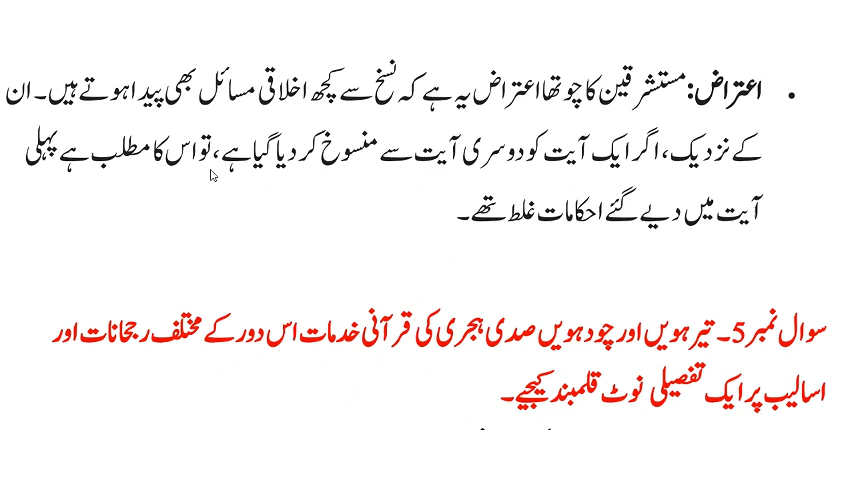 • اعتراض: مستشرقین کا چوتھا اعتراض یہ ہے کہ نسخ سے کچھ اخلاقی مسائل بھی پیدا ہوتے ہیں۔ ان
کے نزدیک، اگر ایک آیت کو دوسری آیت سے منسوخ کر دیا گیا ہے، تو اس کا مطلب ہے پہلی
آیت میں دیے گئے احکامات غلط تھے۔
سوال نمبر 5۔ تیرہویں اور چودہویں صدی ہجری کی قرآنی خدمات اس دور کے مختلف رجحانات اور
اسالیب پر ایک تفصیلی نوٹ قلمبند کیجیے۔